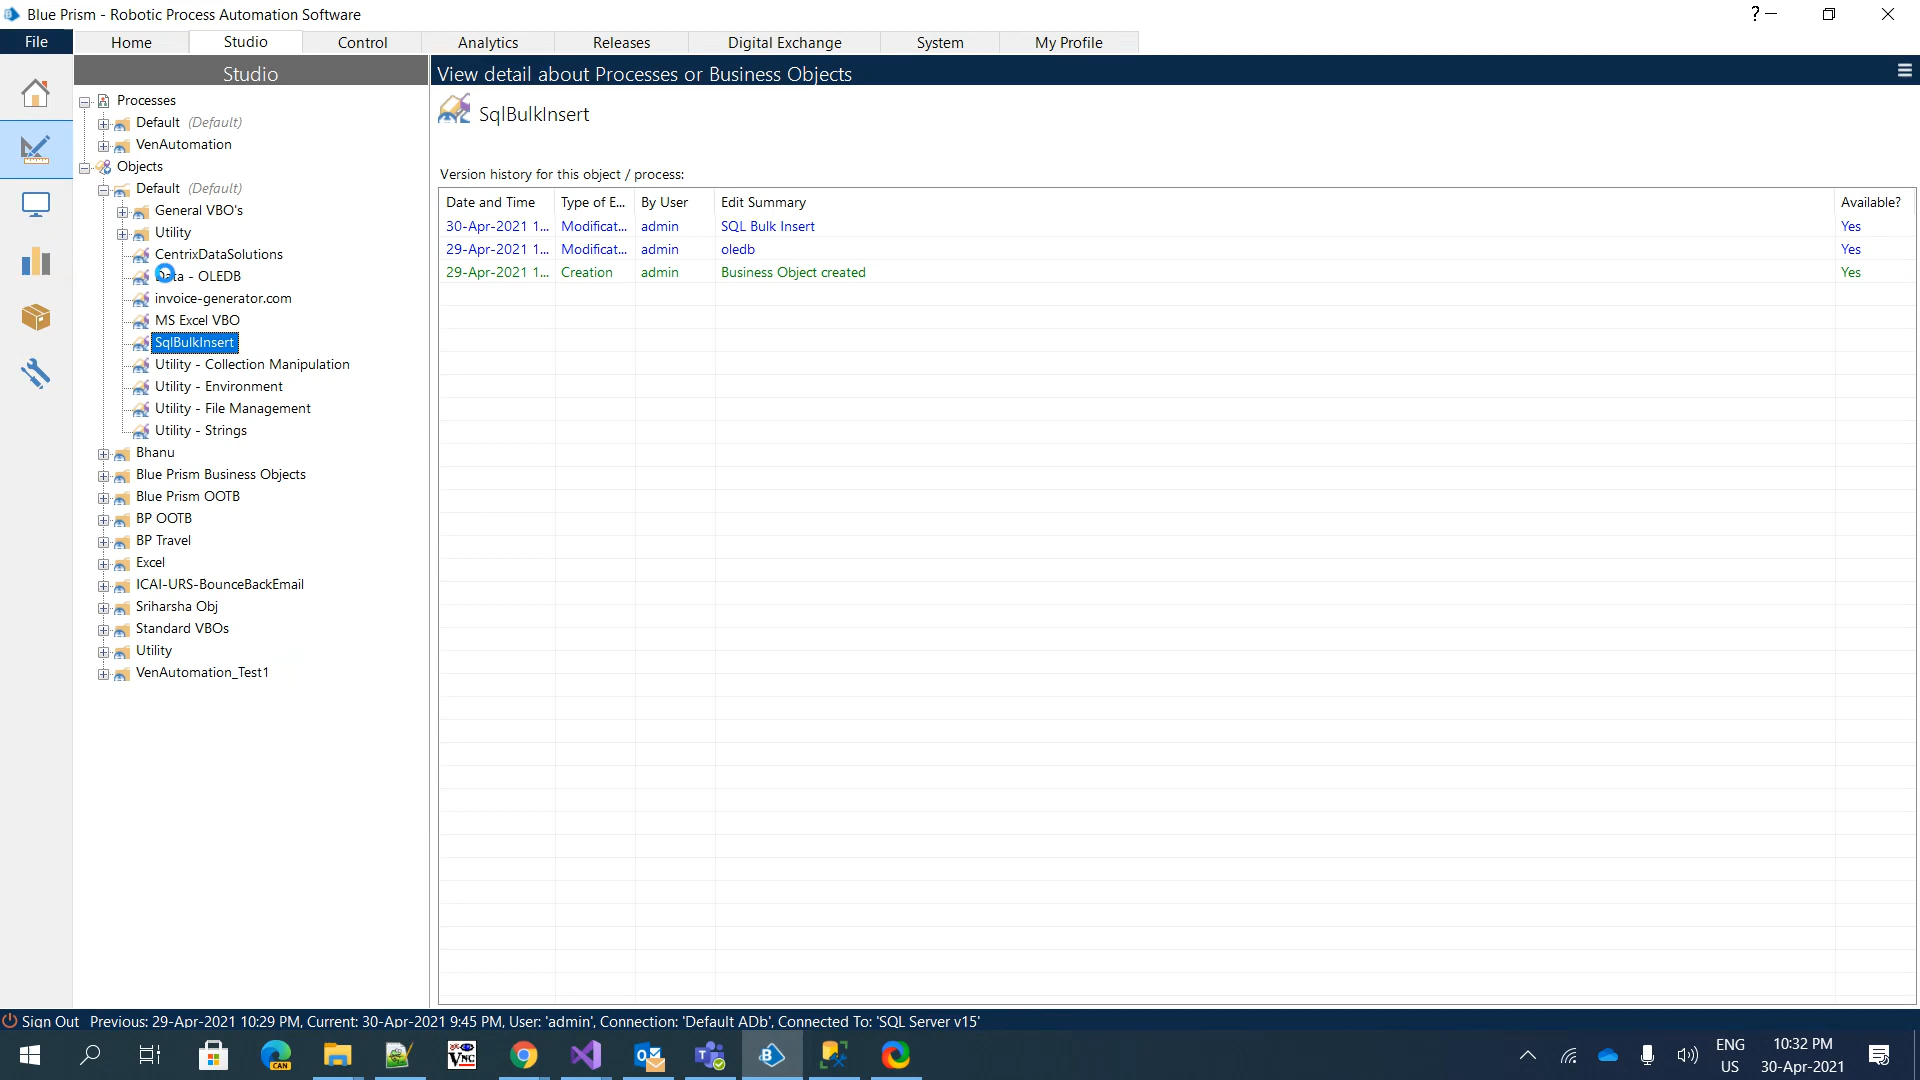 Blue Prism - Robotic Process Automation Software
?
File
Home
Studio
Control
Analytics
Releases
Digital Exchange
System
My Profile
Studio
View detail about Processes or Business Objects
Processes
Default (Default)
VenAutomation
Objects
Default (Default)
General VBO's
Utility
CentrixDataSolutions
Data - OLEDB
invoice-generator.com
MS Excel VBO
SqlBulkInsert
Utility - Collection Manipulation
Utility - Environment
Utility - File Management
Utility - Strings
Bhanu
Blue Prism Business Objects
Blue Prism OOTB
BP OOTB
BP Travel
Excel
ICAI-URS-BounceBackEmail
Sriharsha Obj
Standard VBOs
Utility
VenAutomation_Test1
SqlBulkInsert
Version history for this object / process:
Date and Time Type of E... By User Edit Summary Available?
30-Apr-2021 1... Modificat... admin SQL Bulk Insert Yes
29-Apr-2021 1... Modificat... admin oledb Yes
29-Apr-2021 1... Creation admin Business Object created Yes
Sign Out Previous: 29-Apr-2021 10:29 PM, Current: 30-Apr-2021 9:45 PM, User: 'admin', Connection: 'Default ADb', Connected To: 'SQL Server v15'
CAN
VNC
B
ENG
US
10:32 PM
30-Apr-2021